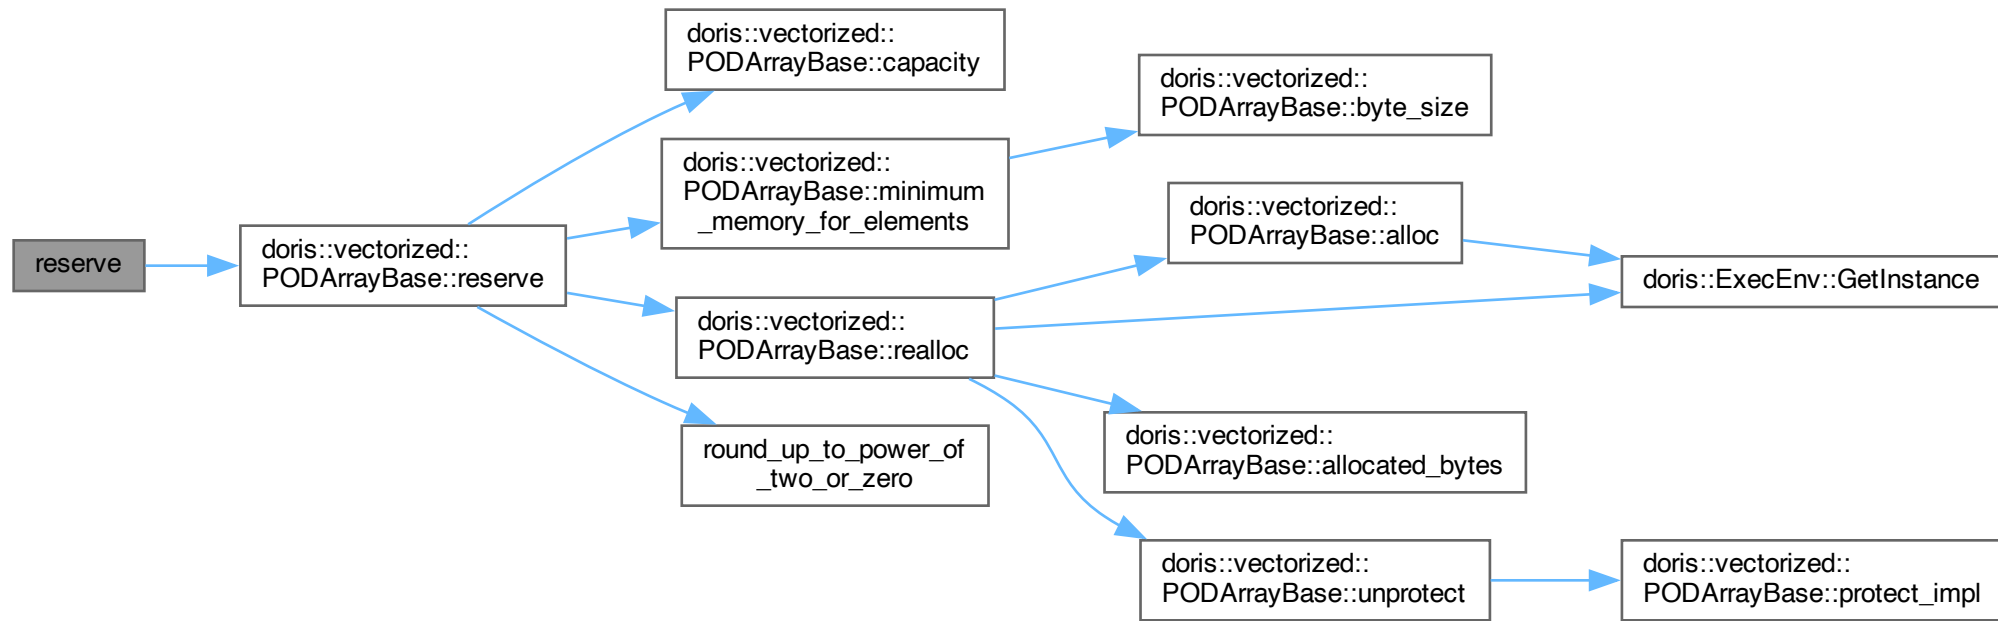 reserve
doris::vectorized::
PODArrayBase::reserve
doris::vectorized::
PODArrayBase::capacity
doris::vectorized::
PODArrayBase::minimum
_memory_for_elements
doris::vectorized::
PODArrayBase::realloc
round_up_to_power_of
_two_or_zero
doris::vectorized::
PODArrayBase::byte_size
doris::vectorized::
PODArrayBase::alloc
doris::vectorized::
PODArrayBase::allocated_bytes
doris::vectorized::
PODArrayBase::unprotect
doris::ExecEnv::GetInstance
doris::vectorized::
PODArrayBase::protect_impl